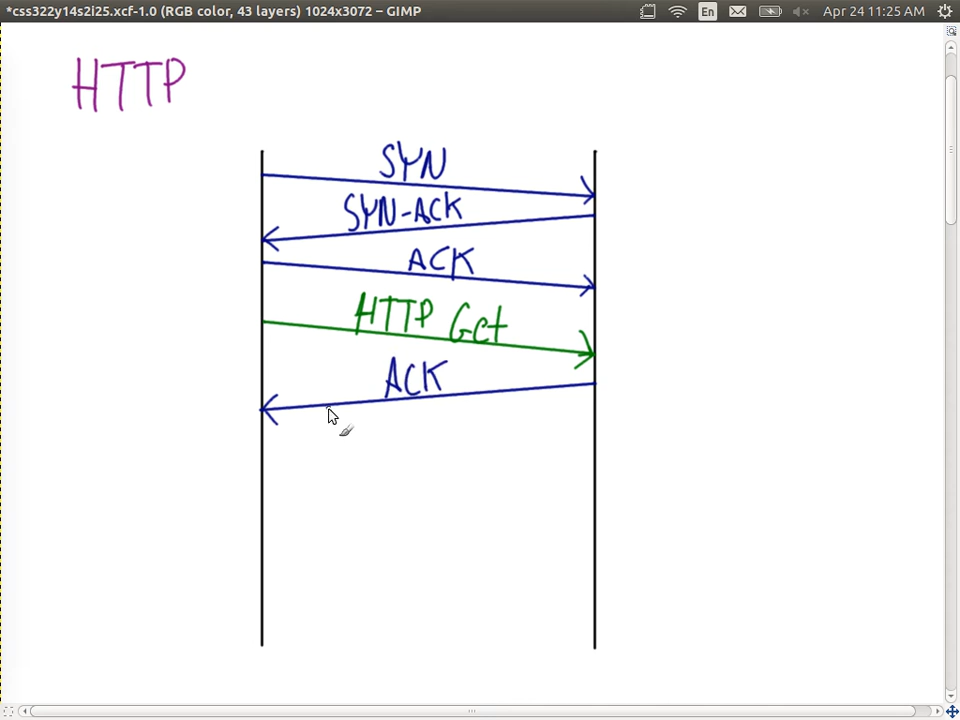 *css322y14s2i25.xcf-1.0 (RGB color, 43 layers) 1024x3072 – GIMP
En
Apr 24 11:25 AM
HTTP
SYN
SYN-ACK
ACK
HTTP Get
ACK